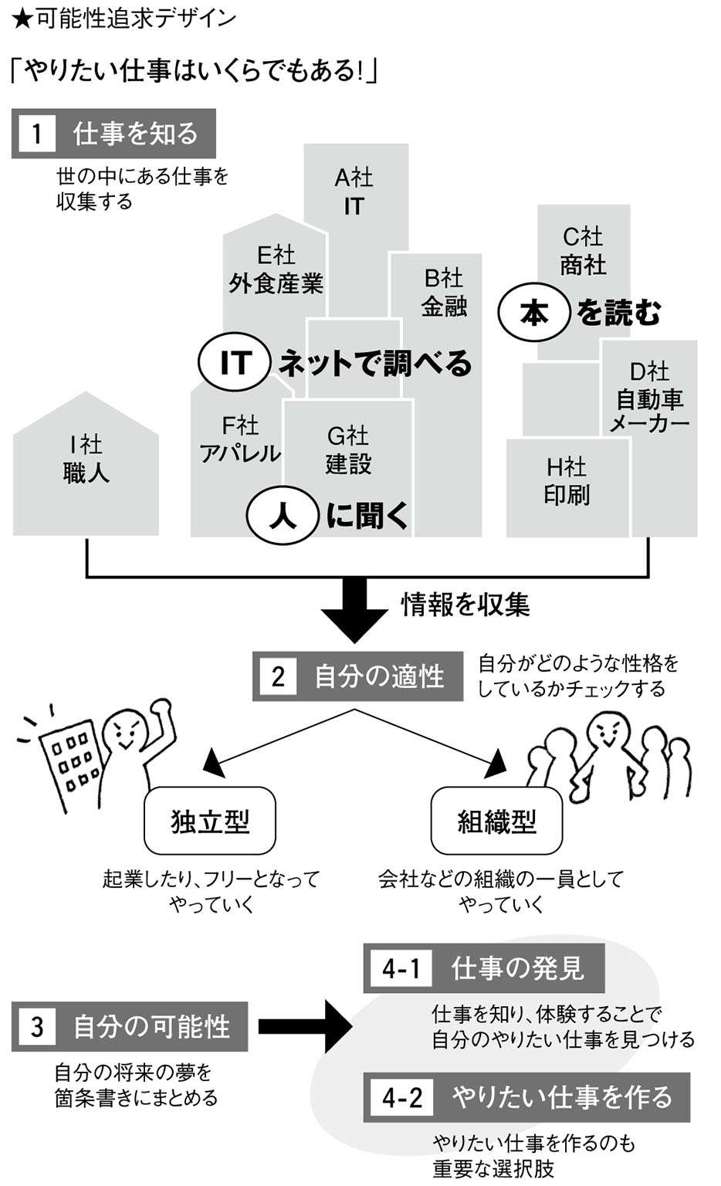 ★可能性追求デザイン
「やりたい仕事はいくらでもある!」
1 仕事を知る
世の中にある仕事を
収集する
A社
IT
E社
外食産業
B社
金融
C社
商社
本を読む
ITネットで調べる
D社
自動車
メーカー
I社
職人
F社
アパレル
G社
建設
H社
印刷
人に聞く
情報を収集
2 自分の適性
自分がどのような性格を
しているかチェックする
独立型
組織型
起業したり、フリーとなって
やっていく
会社などの組織の一員として
やっていく
3 自分の可能性
自分の将来の夢を
箇条書きにまとめる
4-1 仕事の発見
仕事を知り、体験することで
自分のやりたい仕事を見つける
4-2 やりたい仕事を作る
やりたい仕事を作るのも
重要な選択肢